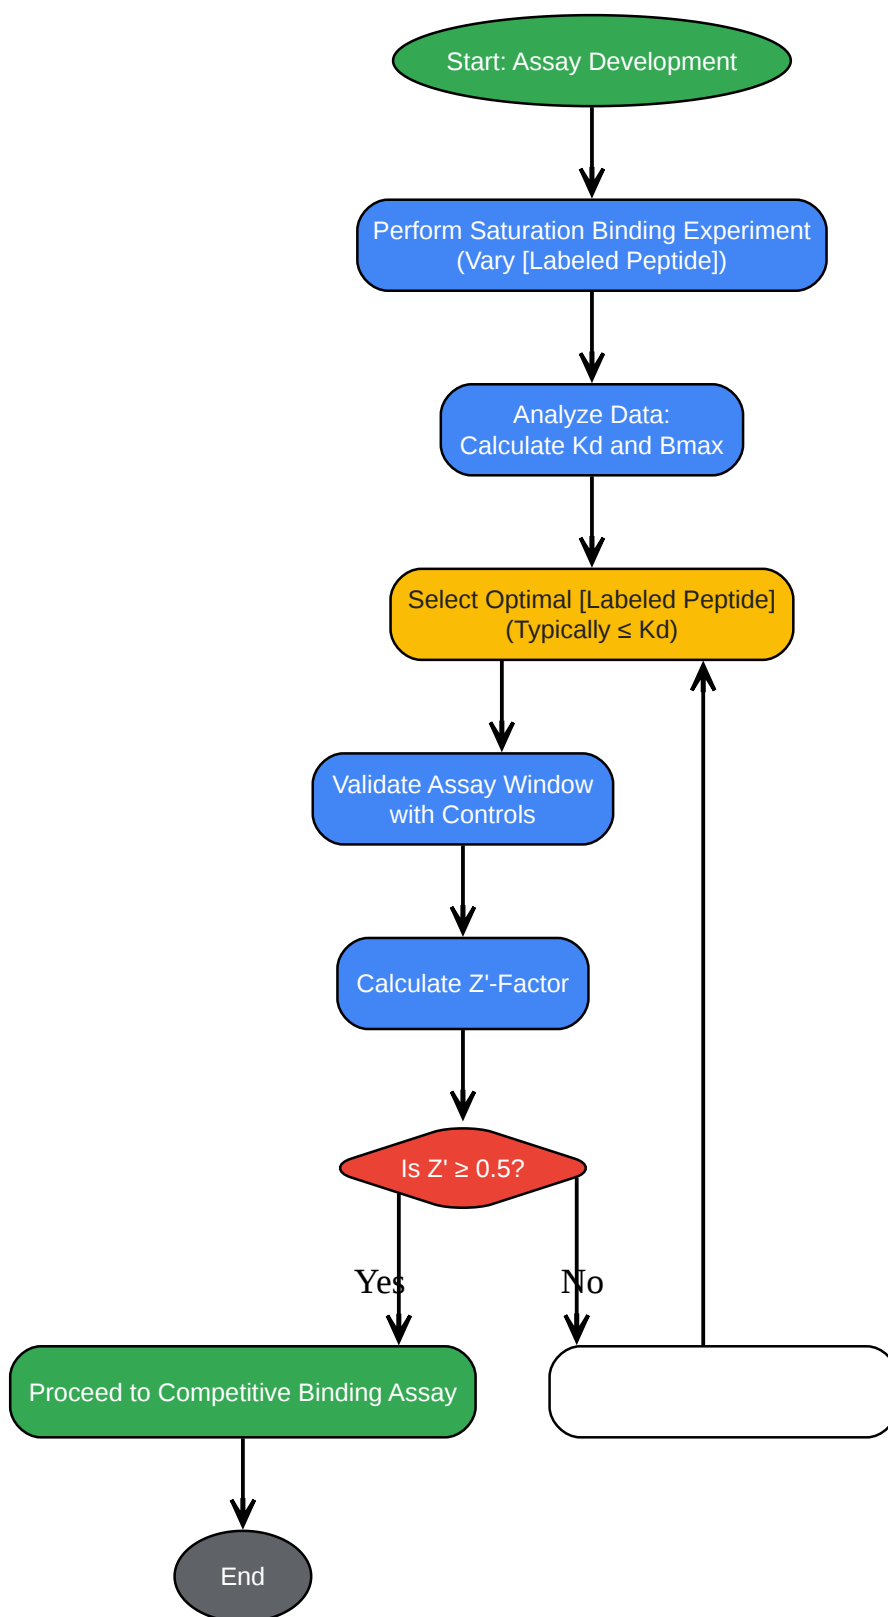 Start: Assay Development
Perform Saturation Binding Experiment
(Vary [Labeled Peptide])
Analyze Data:
Calculate Kd and Bmax
Select Optimal [Labeled Peptide]
(Typically ≤ Kd)
Validate Assay Window
with Controls
Calculate Z'-Factor
Is Z' ≥ 0.5?
Yes
No
Proceed to Competitive Binding Assay
End